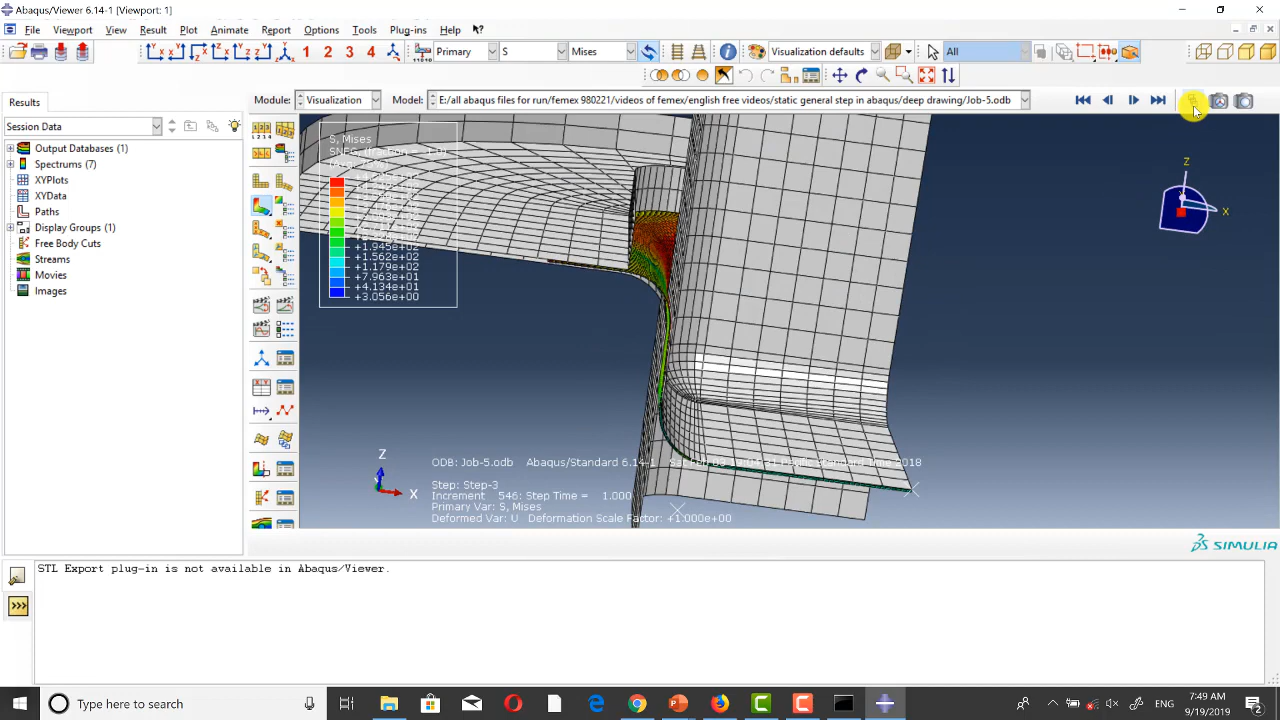 Abaqus/Viewer 6.14-1 [Viewport: 1]
File Viewport View Result Plot Animate Report Options Tools Plug-ins Help
1 2 3 4 Primary S Mises Visualization defaults All
Results
Module: Visualization Model: E:/all abaqus files for run/femex 980221/videos of femex/english free videos/static general step in abaqus/deep drawing/Job-5.odb
Session Data
Output Databases (1)
Spectrums (7)
XYPlots
XYData
Paths
Display Groups (1)
Free Body Cuts
Streams
Movies
Images
S, Mises
+1.945e+02
+1.562e+02
+1.179e+02
+7.963e+01
+4.134e+01
+3.056e+00
Z
X
Z
X
ODB: Job-5.odb Abaqus/Standard 6.14-1 Standard Time 2018
Step: Step-3
Increment 546: Step Time = 1.000
Primary Var: S, Mises
Deformed Var: U Deformation Scale Factor: +1.000e+00
SIMULIA
STL Export plug-in is not available in Abaqus/Viewer.
>>>
Type here to search
ENG
7:49 AM
9/19/2019
2